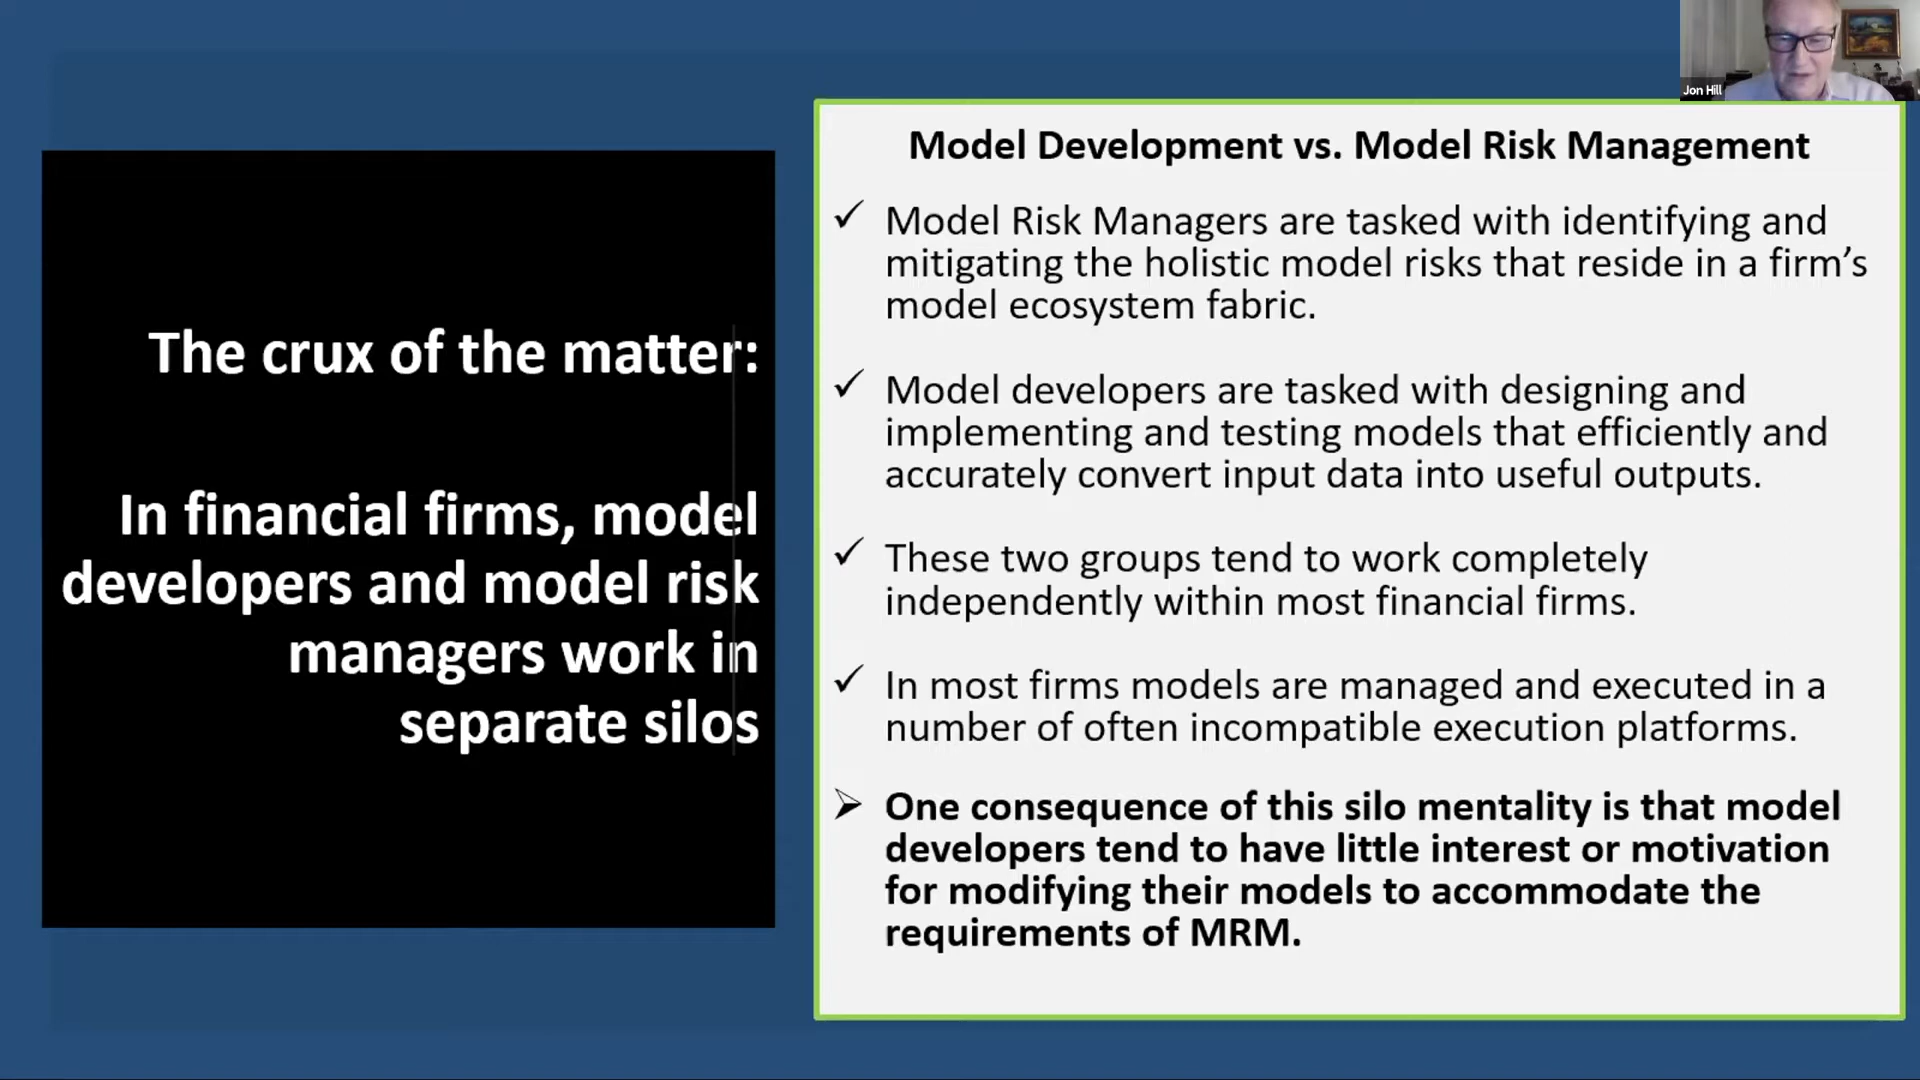 Jon Hill
The crux of the matter:
In financial firms, model
developers and model risk
managers work in
separate silos
Model Development vs. Model Risk Management
✓ Model Risk Managers are tasked with identifying and
mitigating the holistic model risks that reside in a firm’s
model ecosystem fabric.
✓ Model developers are tasked with designing and
implementing and testing models that efficiently and
accurately convert input data into useful outputs.
✓ These two groups tend to work completely
independently within most financial firms.
✓ In most firms models are managed and executed in a
number of often incompatible execution platforms.
➢ One consequence of this silo mentality is that model
developers tend to have little interest or motivation
for modifying their models to accommodate the
requirements of MRM.